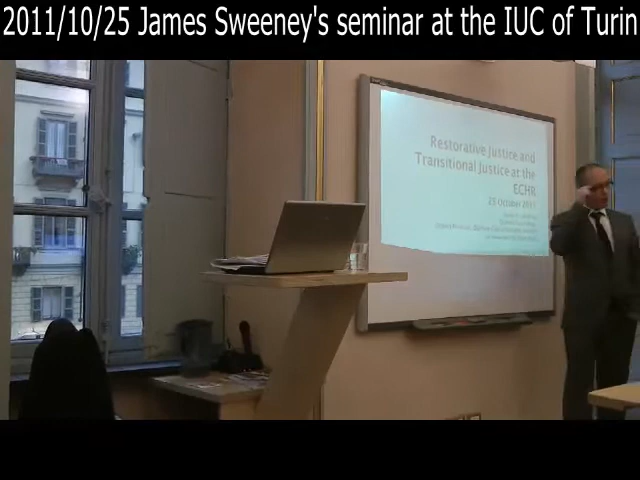 2011/10/25 James Sweeney's seminar at the IUC of Turin
Restorative Justice and
Transitional Justice at the
ECHR
25 October 2011